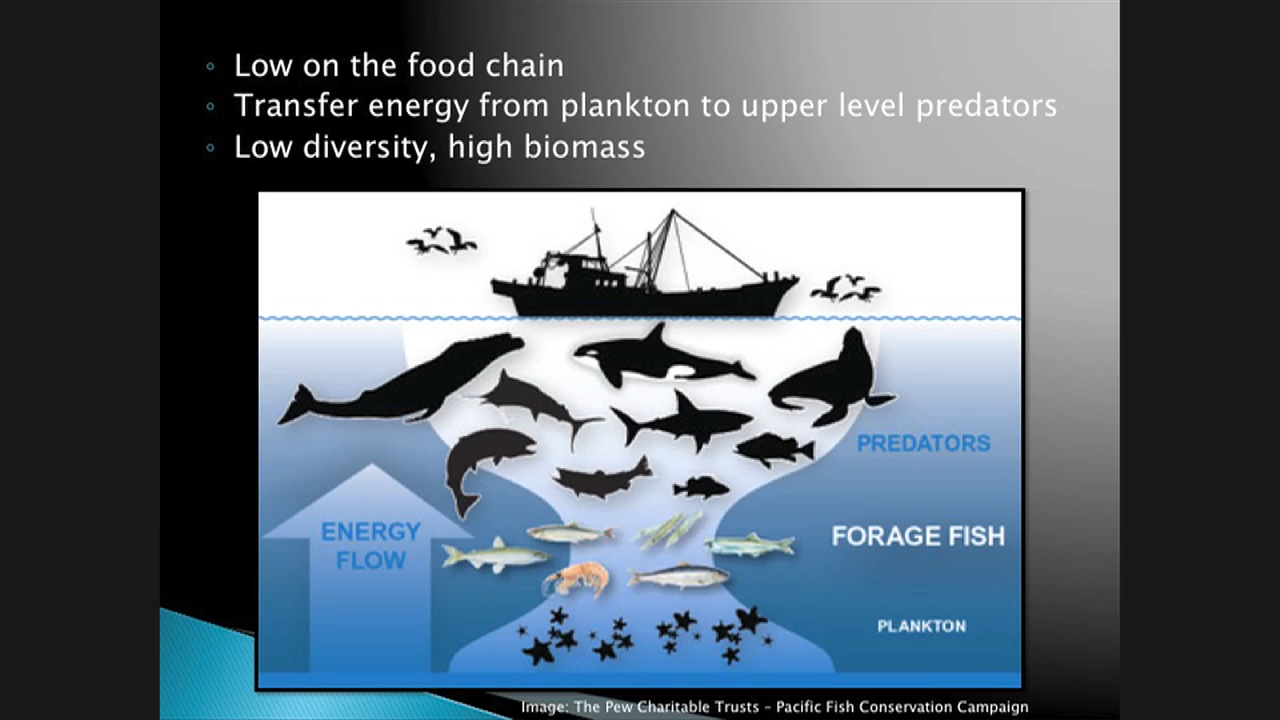 Low on the food chain
Transfer energy from plankton to upper level predators
Low diversity, high biomass
PREDATORS
ENERGY
FLOW
FORAGE FISH
PLANKTON
Image: The Pew Charitable Trusts – Pacific Fish Conservation Campaign